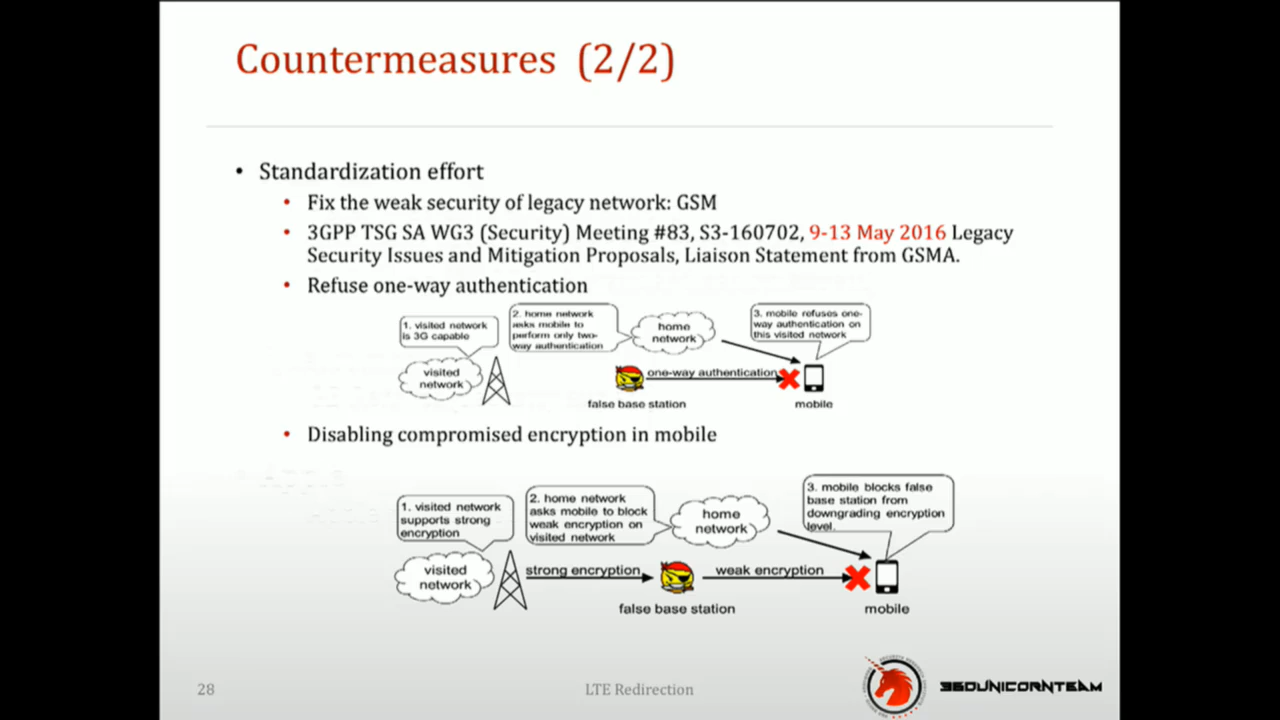 Countermeasures (2/2)
• Standardization effort
• Fix the weak security of legacy network: GSM
• 3GPP TSG SA WG3 (Security) Meeting #83, S3-160702, 9-13 May 2016 Legacy
Security Issues and Mitigation Proposals, Liaison Statement from GSMA.
• Refuse one-way authentication
1. visited network
is 3G capable
2. home network
asks mobile to
perform only two-
way authentication
home
network
3. mobile refuses one-
way authentication on
this visited network
visited
network
one-way authentication
false base station
mobile
• Disabling compromised encryption in mobile
1. visited network
supports strong
encryption
2. home network
asks mobile to block
weak encryption on
visited network
home
network
3. mobile blocks false
base station from
downgrading encryption
level.
visited
network
strong encryption
weak encryption
false base station
mobile
28
LTE Redirection
360UNICORNTEAM